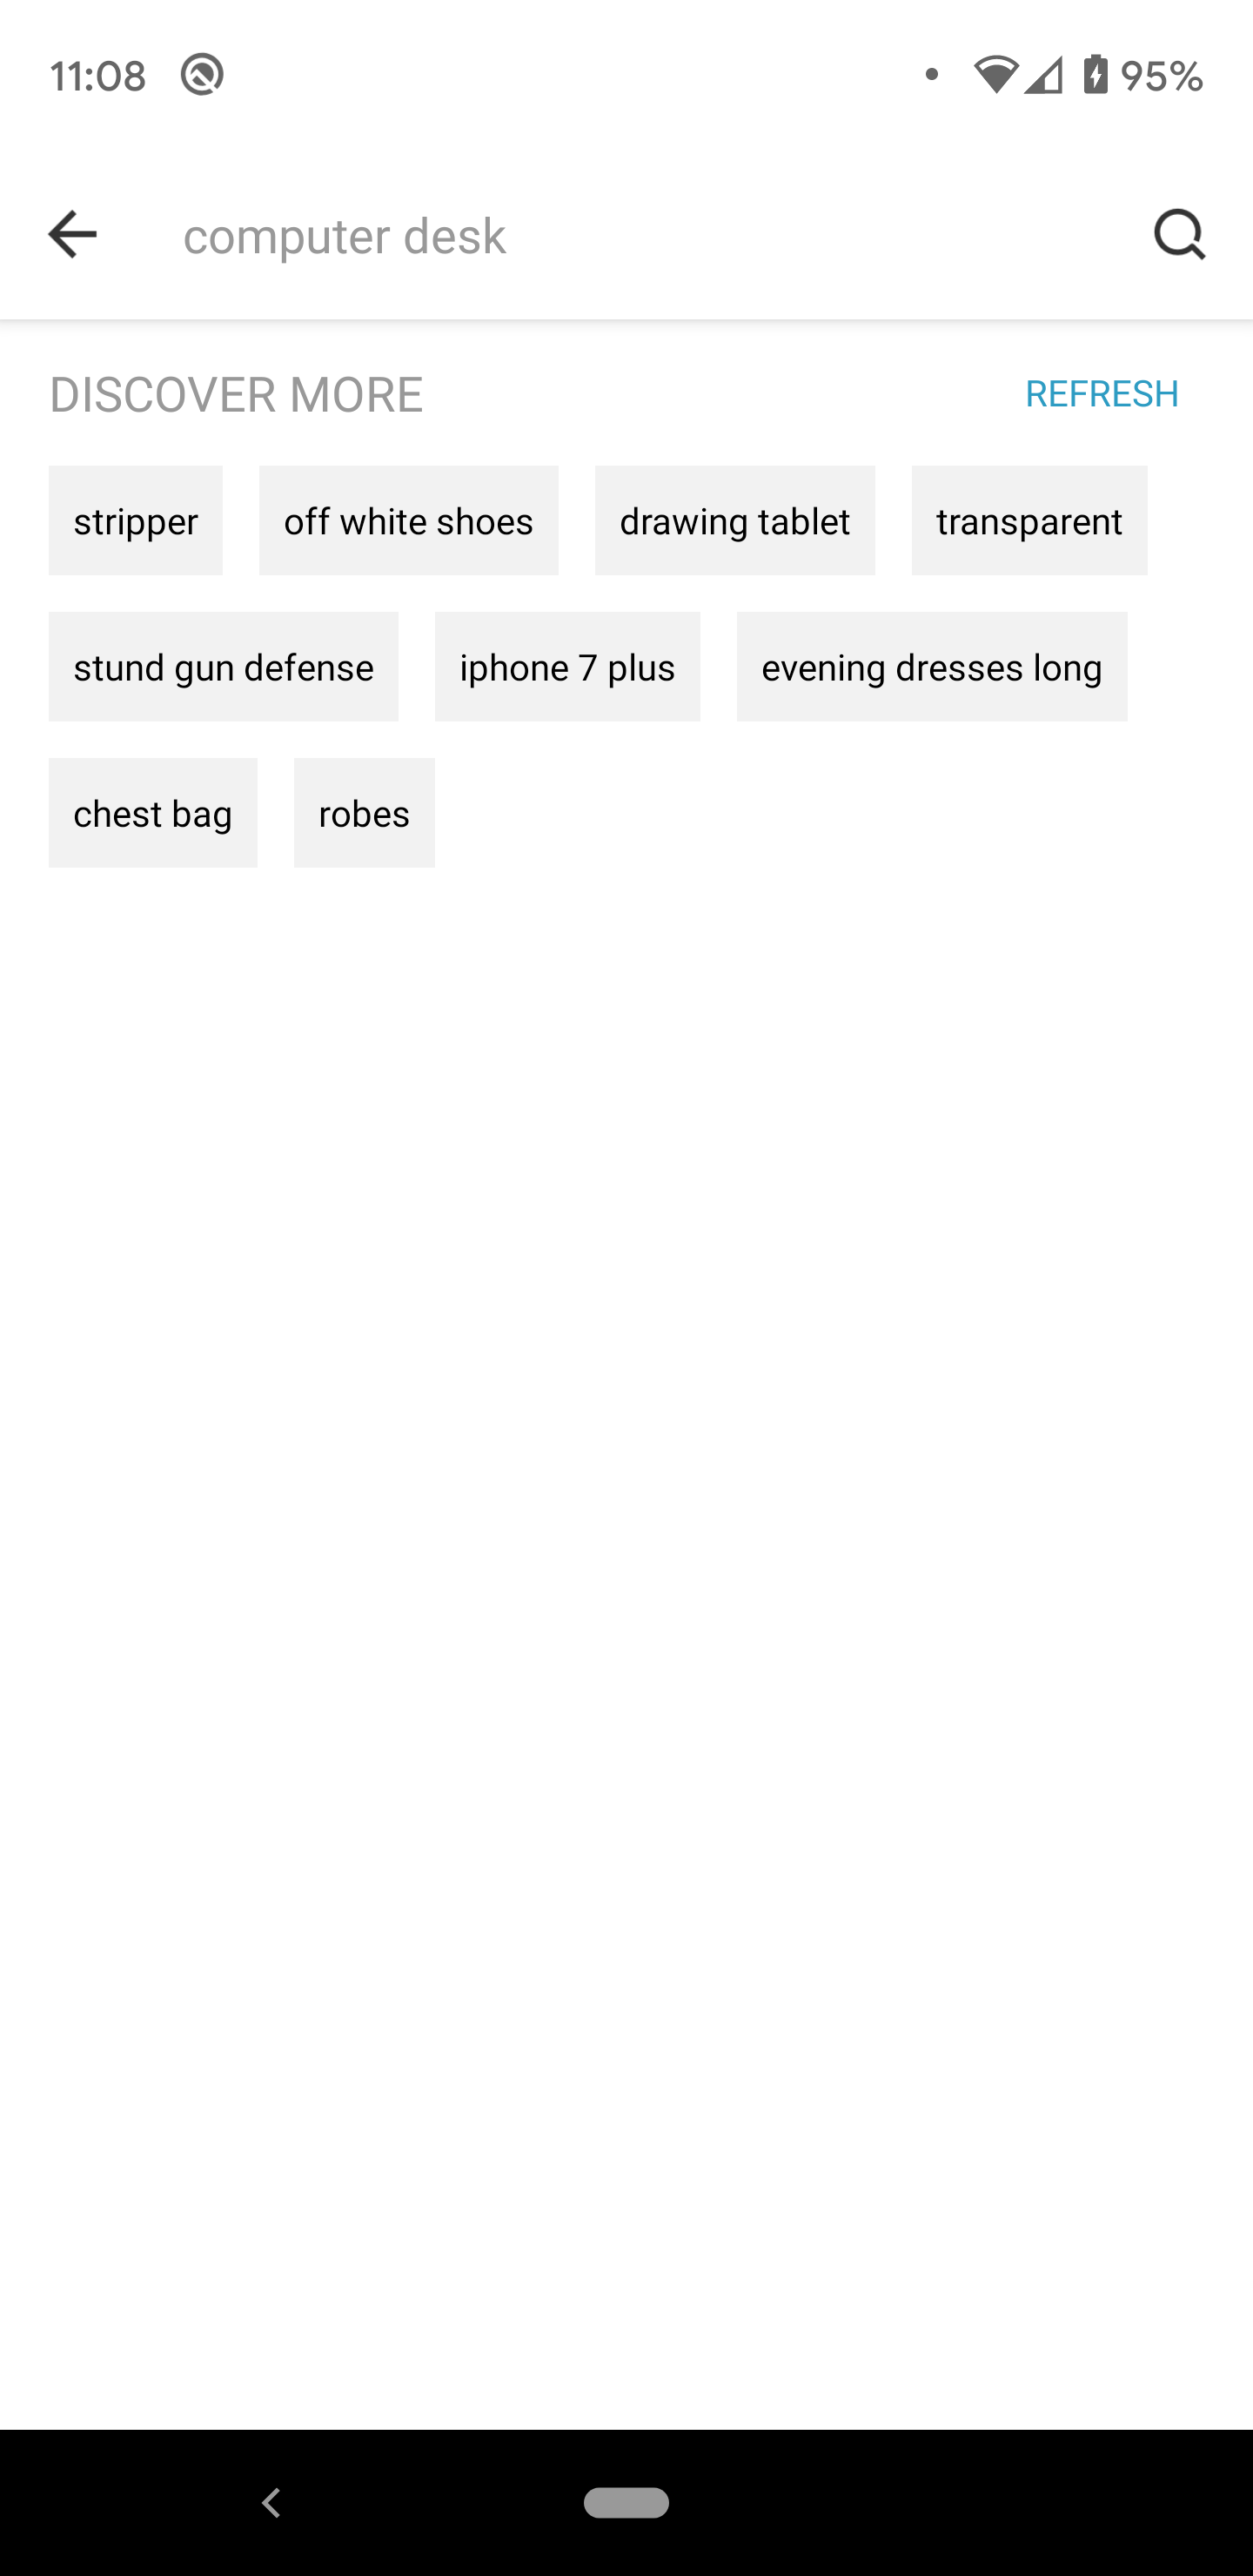 11:08 95%
computer desk
DISCOVER MORE REFRESH
stripper off white shoes drawing tablet transparent
stund gun defense iphone 7 plus evening dresses long
chest bag robes